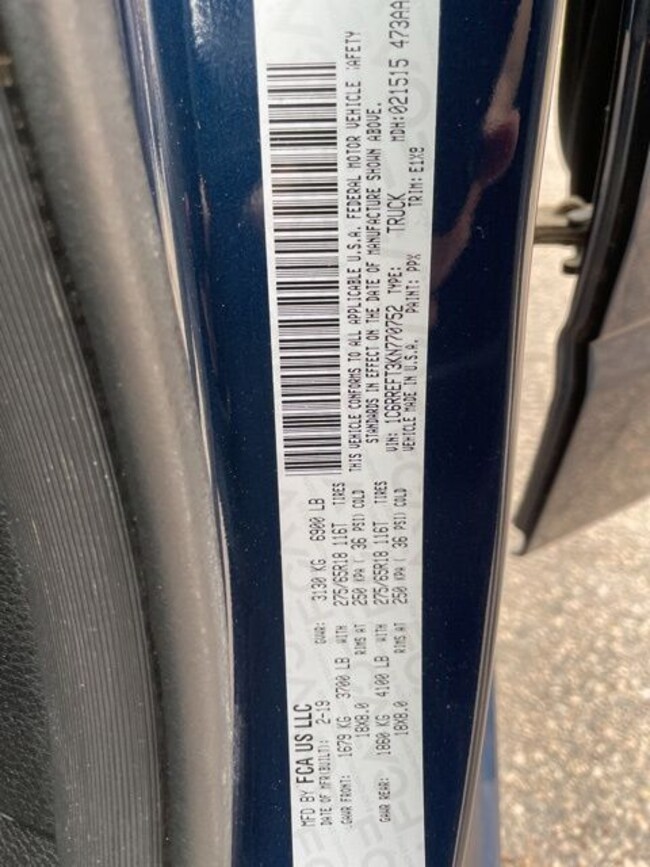 MFD BY FCA US LLC
DATE OF MFR(BUILT): 2-19 GVWR: 3130 KG 6900 LB
GAWR FRONT: 1679 KG 3700 LB WITH 275/65R18 116T TIRES
18X8.0 RIMS AT 250 KPA ( 36 PSI) COLD
GAWR REAR: 1860 KG 4100 LB WITH 275/65R18 116T TIRES
18X8.0 RIMS AT 250 KPA ( 36 PSI) COLD
THIS VEHICLE CONFORMS TO ALL APPLICABLE U.S.A. FEDERAL MOTOR VEHICLE SAFETY
STANDARDS IN EFFECT ON THE DATE OF MANUFACTURE SHOWN ABOVE.
VIN: 1C6RREFT3KN770752 TYPE: TRUCK MDH:021515 473AA
VEHICLE MADE IN U.S.A. PAINT: PPX TRIM: E1X8